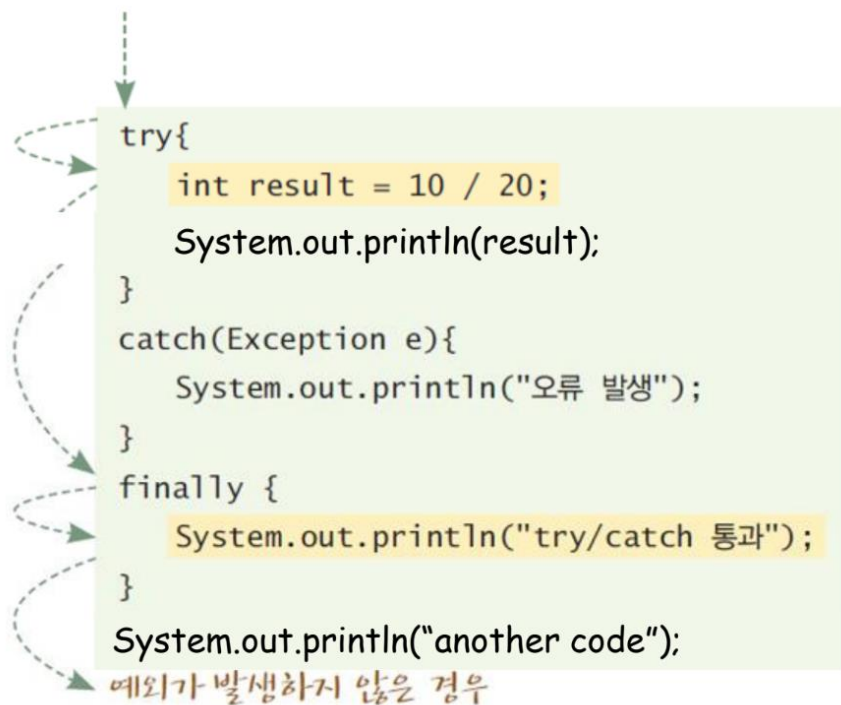 try{
int result = 10 / 20;
System.out.println(result);
}
catch(Exception e){
System.out.println("오류 발생");
}
finally {
System.out.println("try/catch 통과");
}
System.out.println(“another code”);
예외가 발생하지 않은 경우